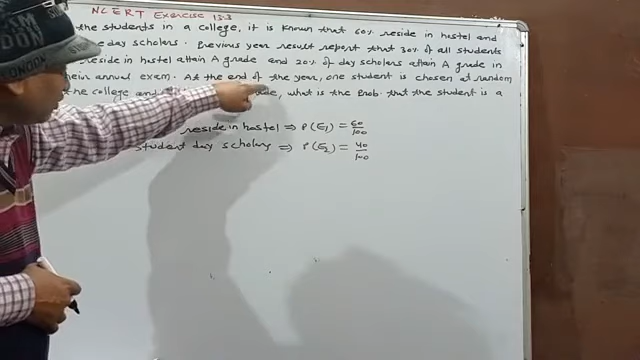 NCERT Exercise 13.3
the students in a college, it is known that 60% reside in hostel and
day scholars. Previous year result report that 30% of all students
reside in hostel attain A grade and 20% of day scholars attain A grade in
their annual exam. At the end of the year, one student is chosen at random
the college and what is the Prob. that the student is a
reside in hostel ⇒ P(E1) = 60/100
student day scholars ⇒ P(E2) = 40/100
LONDON